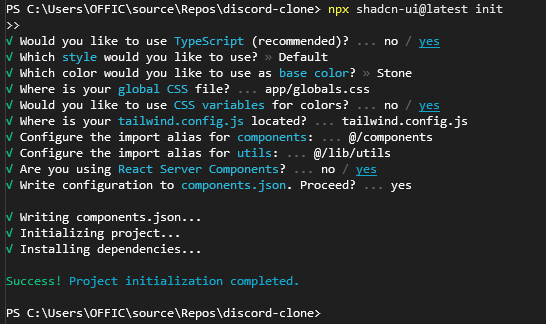 PS C:\Users\OFFIC\source\Repos\discord-clone> npx shadcn-ui@latest init
>>
√ Would you like to use TypeScript (recommended)? ... no / yes
√ Which style would you like to use? » Default
√ Which color would you like to use as base color? » Stone
√ Where is your global CSS file? ... app/globals.css
√ Would you like to use CSS variables for colors? ... no / yes
√ Where is your tailwind.config.js located? ... tailwind.config.js
√ Configure the import alias for components: ... @/components
√ Configure the import alias for utils: ... @/lib/utils
√ Are you using React Server Components? ... no / yes
√ Write configuration to components.json. Proceed? ... yes
√ Writing components.json...
√ Initializing project...
√ Installing dependencies...
Success! Project initialization completed.
PS C:\Users\OFFIC\source\Repos\discord-clone>